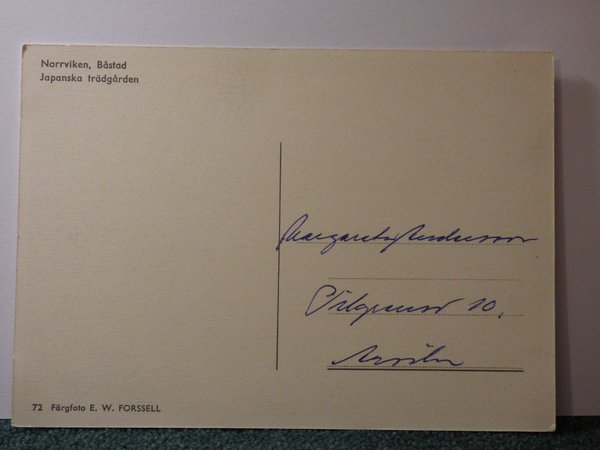 Norrviken, Båstad
Japanska trädgården
Margareta Andersson
10,
72 Färgfoto E. W. FORSSELL